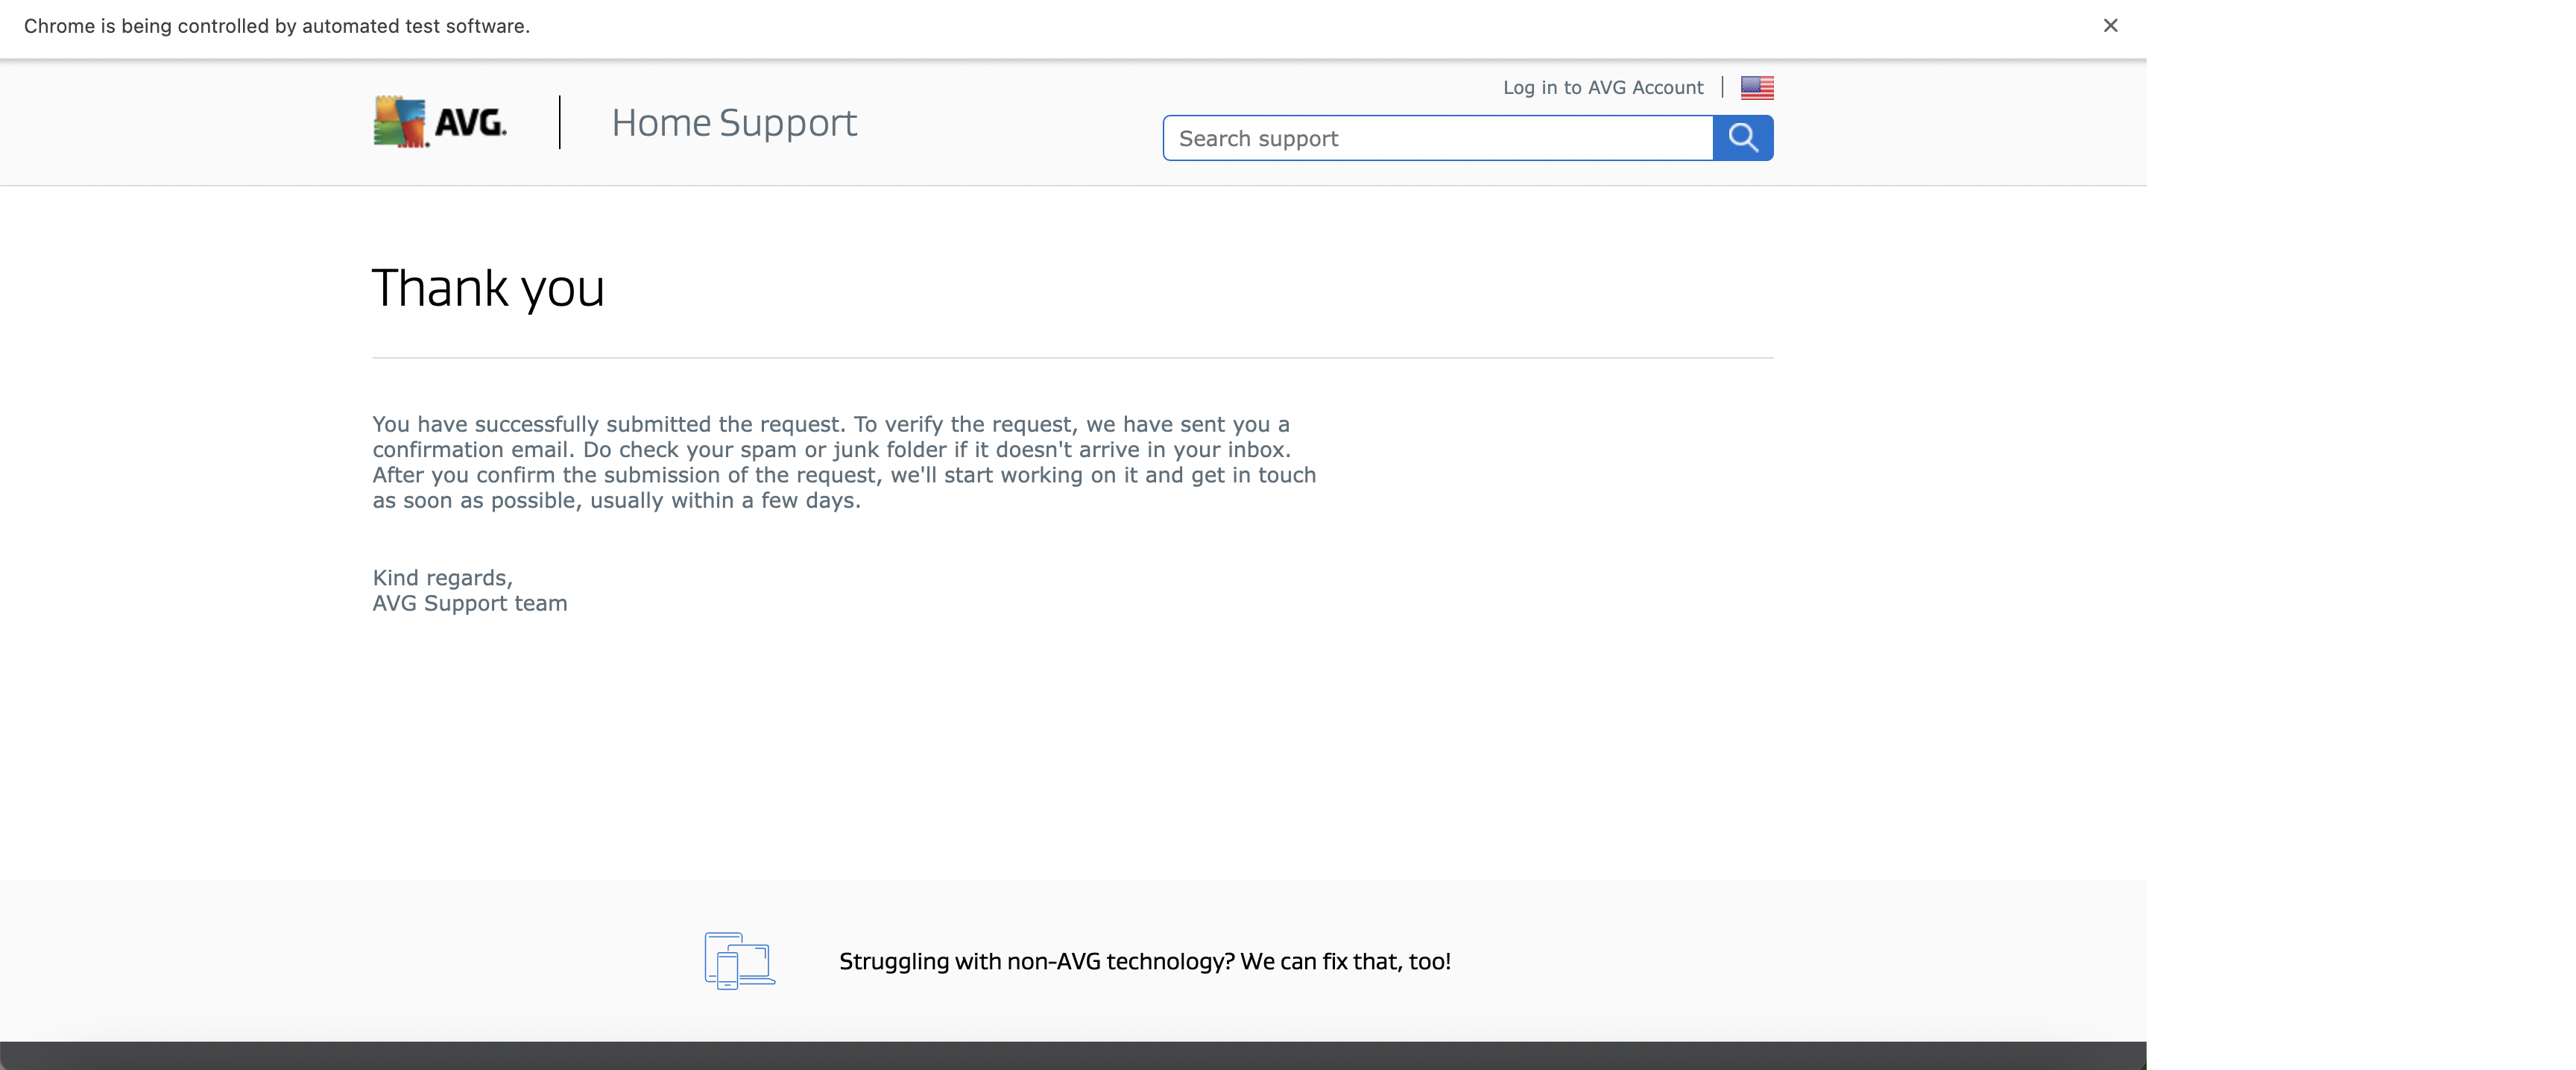 Chrome is being controlled by automated test software.
Log in to AVG Account
AVG.
Home Support
Search support
Thank you
You have successfully submitted the request. To verify the request, we have sent you a
confirmation email. Do check your spam or junk folder if it doesn't arrive in your inbox.
After you confirm the submission of the request, we'll start working on it and get in touch
as soon as possible, usually within a few days.
Kind regards,
AVG Support team
Struggling with non-AVG technology? We can fix that, too!